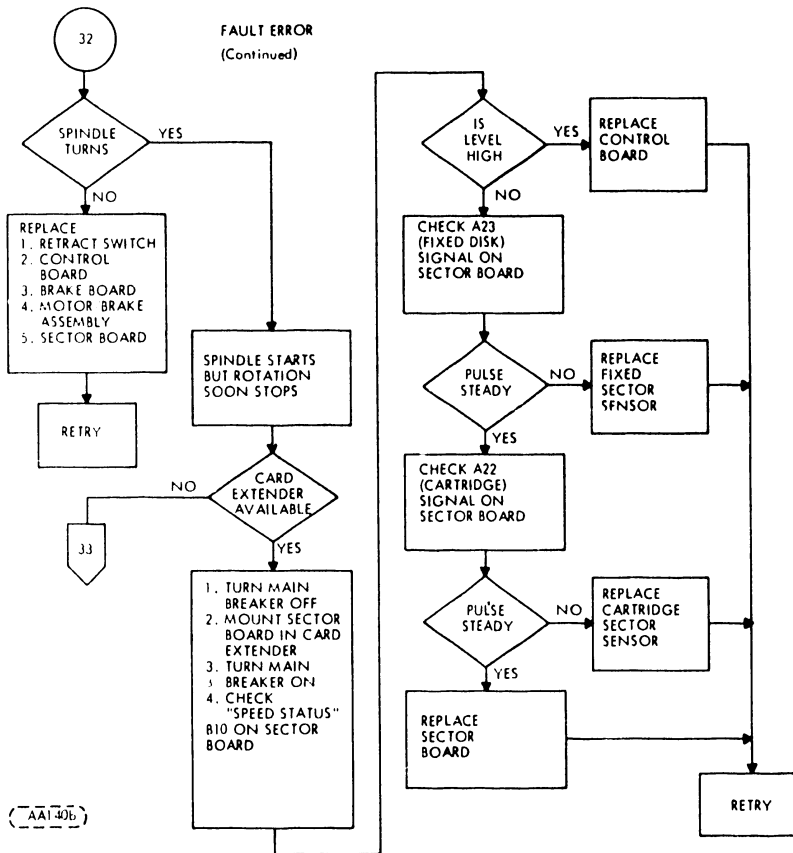 32
FAULT ERROR
(Continued)
SPINDLE
TURNS
YES
NO
REPLACE
1. RETRACT SWITCH
2. CONTROL
BOARD
3. BRAKE BOARD
4. MOTOR BRAKE
ASSEMBLY
5. SECTOR BOARD
RETRY
SPINDLE STARTS
BUT ROTATION
SOON STOPS
CARD
EXTENDER
AVAILABLE
NO
33
YES
1. TURN MAIN
BREAKER OFF
2. MOUNT SECTOR
BOARD IN CARD
EXTENDER
3. TURN MAIN
3 BREAKER ON
4. CHECK
"SPEED STATUS"
B10 ON SECTOR
BOARD
IS
LEVEL
HIGH
YES
REPLACE
CONTROL
BOARD
NO
CHECK A23
(FIXED DISK)
SIGNAL ON
SECTOR BOARD
PULSE
STEADY
NO
REPLACE
FIXED
SECTOR
SENSOR
YES
CHECK A22
(CARTRIDGE)
SIGNAL ON
SECTOR BOARD
PULSE
STEADY
NO
REPLACE
CARTRIDGE
SECTOR
SENSOR
YES
REPLACE
SECTOR
BOARD
RETRY
AA140b